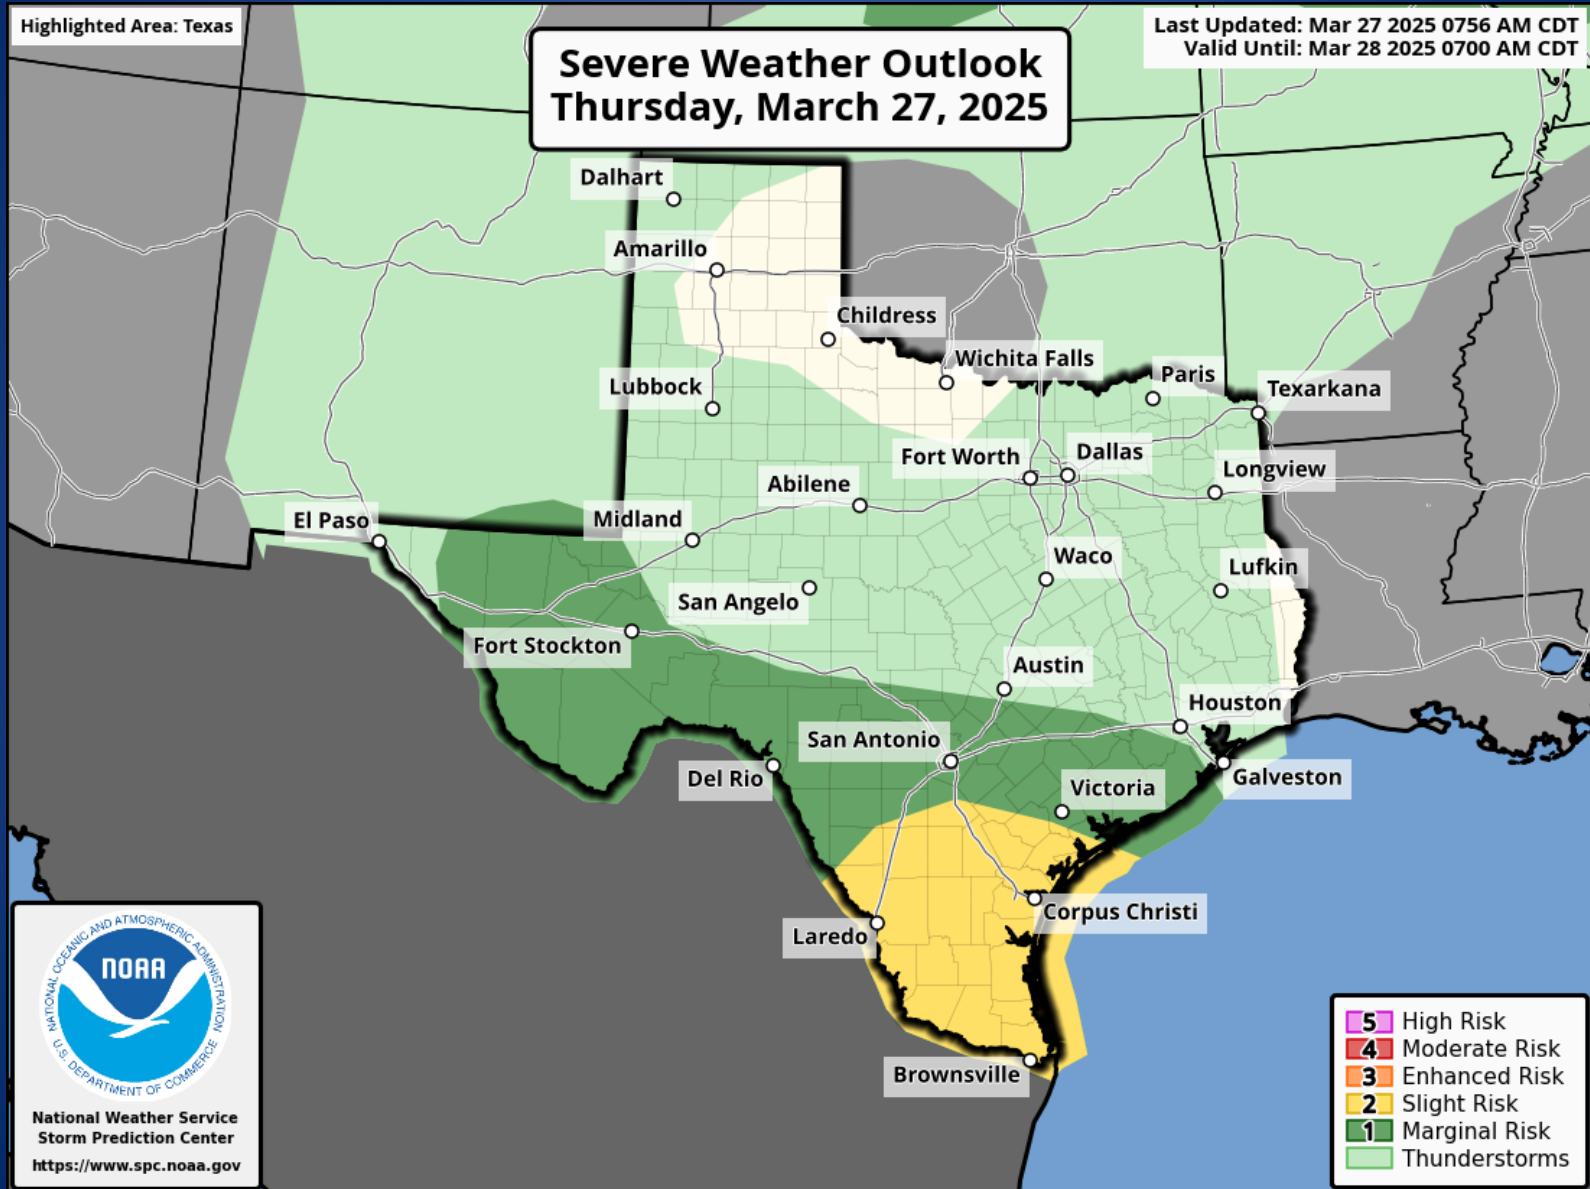 Highlighted Area: Texas
Severe Weather Outlook
Thursday, March 27, 2025
Last Updated: Mar 27 2025 0756 AM CDT
Valid Until: Mar 28 2025 0700 AM CDT
Dalhart
Amarillo
Childress
Wichita Falls
Paris
Texarkana
Lubbock
Fort Worth
Dallas
Longview
Abilene
El Paso
Midland
Waco
Lufkin
San Angelo
Fort Stockton
Austin
Houston
San Antonio
Del Rio
Galveston
Victoria
Corpus Christi
Laredo
Brownsville
NATIONAL OCEANIC AND ATMOSPHERIC ADMINISTRATION
NOAA
U.S. DEPARTMENT OF COMMERCE
National Weather Service
Storm Prediction Center
https://www.spc.noaa.gov
5 High Risk
4 Moderate Risk
3 Enhanced Risk
2 Slight Risk
1 Marginal Risk
Thunderstorms